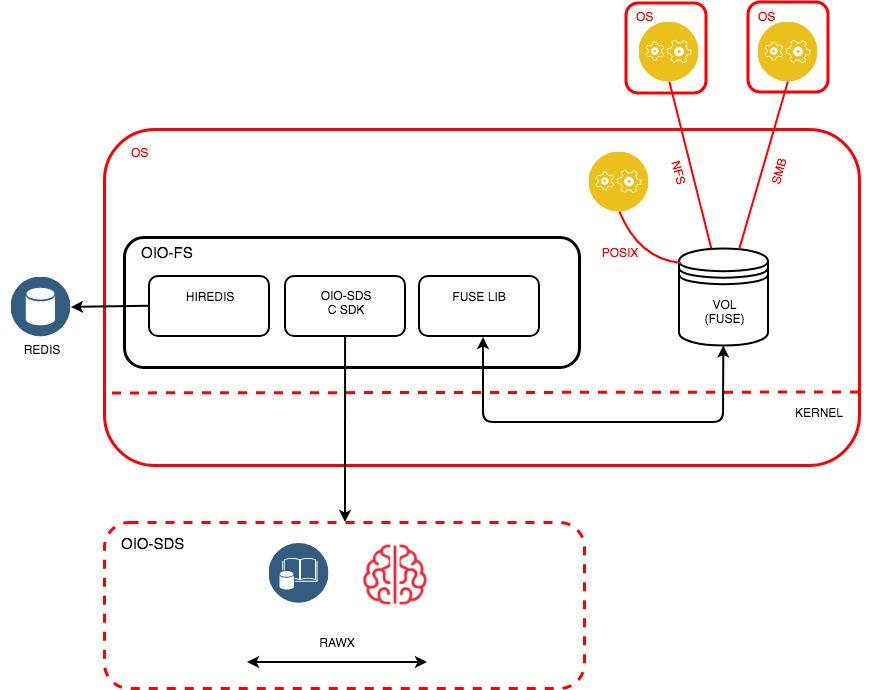 OS
OS
OS
NFS
SMB
POSIX
OIO-FS
HIREDIS
OIO-SDS
C SDK
FUSE LIB
VOL
(FUSE)
REDIS
KERNEL
OIO-SDS
RAWX